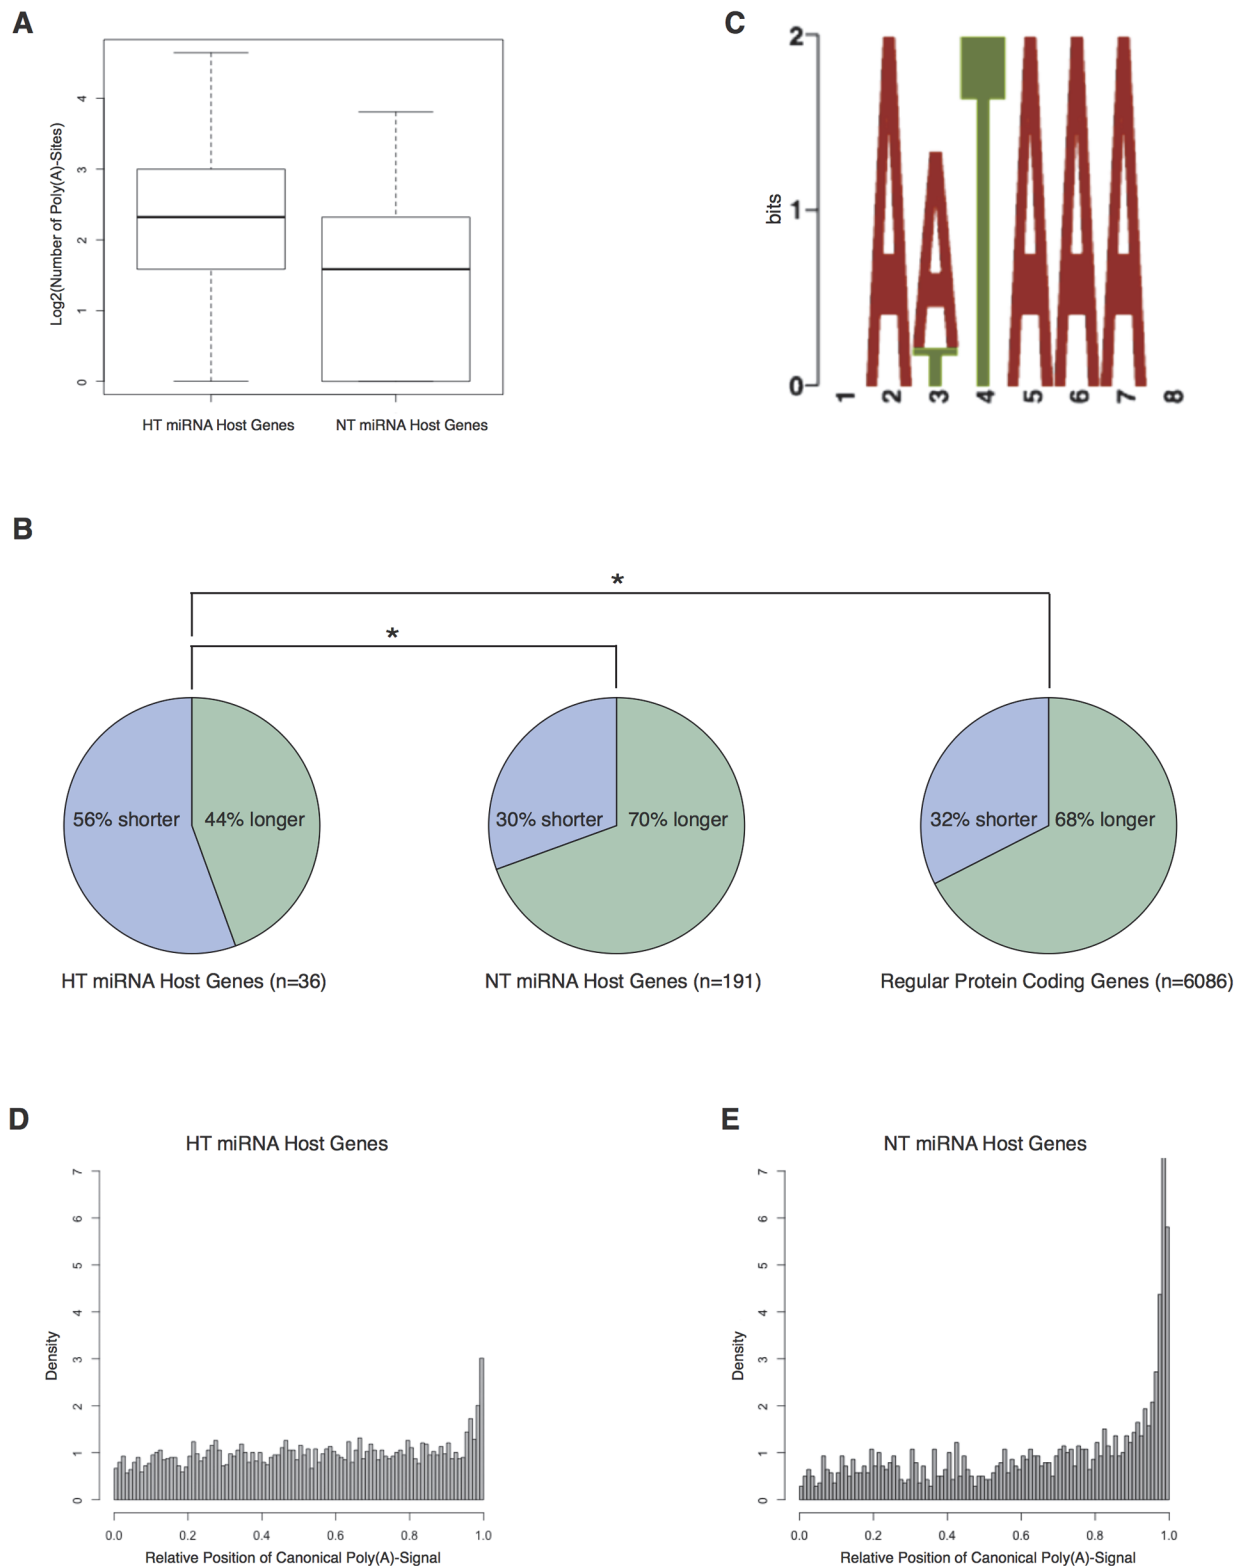 A
Log2(Number of Poly(A)-Sites)
4
3
2
1
0
HT miRNA Host Genes
NT miRNA Host Genes
C
bits
2
1
0
A A T A A A
T
1 2 3 4 5 6 7 8
B
*
*
56% shorter
44% longer
30% shorter
70% longer
32% shorter
68% longer
HT miRNA Host Genes (n=36)
NT miRNA Host Genes (n=191)
Regular Protein Coding Genes (n=6086)
D
HT miRNA Host Genes
Density
7
6
5
4
3
2
1
0
0.0 0.2 0.4 0.6 0.8 1.0
Relative Position of Canonical Poly(A)-Signal
E
NT miRNA Host Genes
Density
7
6
5
4
3
2
1
0
0.0 0.2 0.4 0.6 0.8 1.0
Relative Position of Canonical Poly(A)-Signal